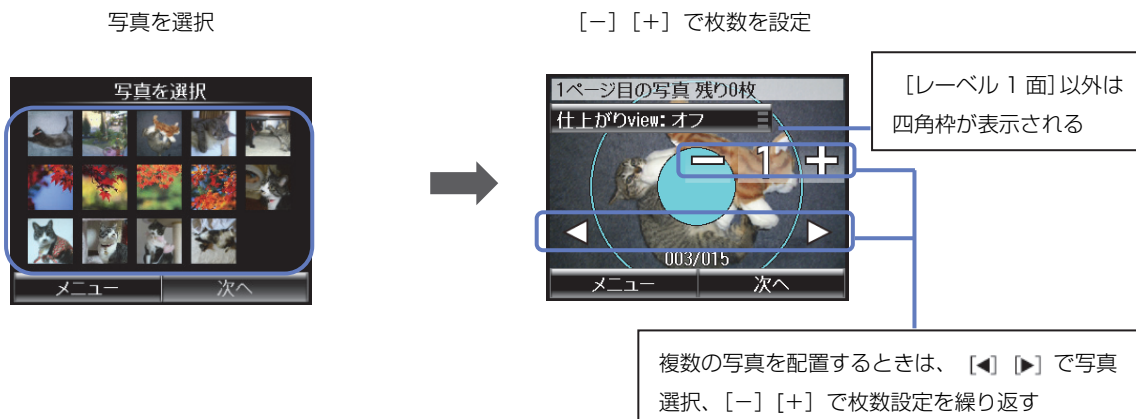 写真を選択
[－][＋]で枚数を設定
写真を選択
メニュー
次へ
1ページ目の写真 残り0枚
仕上がりview:オフ
－ 1 ＋
◀ ▶
003/015
メニュー
次へ
[レーベル 1 面]以外は
四角枠が表示される
複数の写真を配置するときは、[◀][▶]で写真
選択、[－][＋]で枚数設定を繰り返す